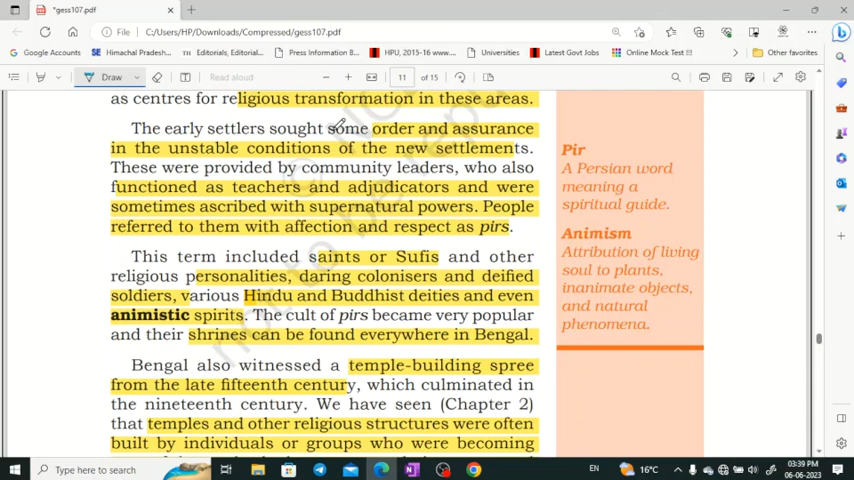 *gess107.pdf
File
C:/Users/HP/Downloads/Compressed/gess107.pdf
Google Accounts
Himachal Pradesh...
Editorials, Editorial...
Press Information B...
HPU, 2015-16 www....
Universities
Latest Govt Jobs
Online Mock Test !!!
Other favorites
Draw
Read aloud
11
of 15
as centres for religious transformation in these areas.
The early settlers sought some order and assurance
in the unstable conditions of the new settlements.
These were provided by community leaders, who also
functioned as teachers and adjudicators and were
sometimes ascribed with supernatural powers. People
referred to them with affection and respect as pirs.
This term included saints or Sufis and other
religious personalities, daring colonisers and deified
soldiers, various Hindu and Buddhist deities and even
animistic spirits. The cult of pirs became very popular
and their shrines can be found everywhere in Bengal.
Bengal also witnessed a temple-building spree
from the late fifteenth century, which culminated in
the nineteenth century. We have seen (Chapter 2)
that temples and other religious structures were often
built by individuals or groups who were becoming
Pir
A Persian word
meaning a
spiritual guide.
Animism
Attribution of living
soul to plants,
inanimate objects,
and natural
phenomena.
Type here to search
EN
16°C
03:39 PM
06-06-2023